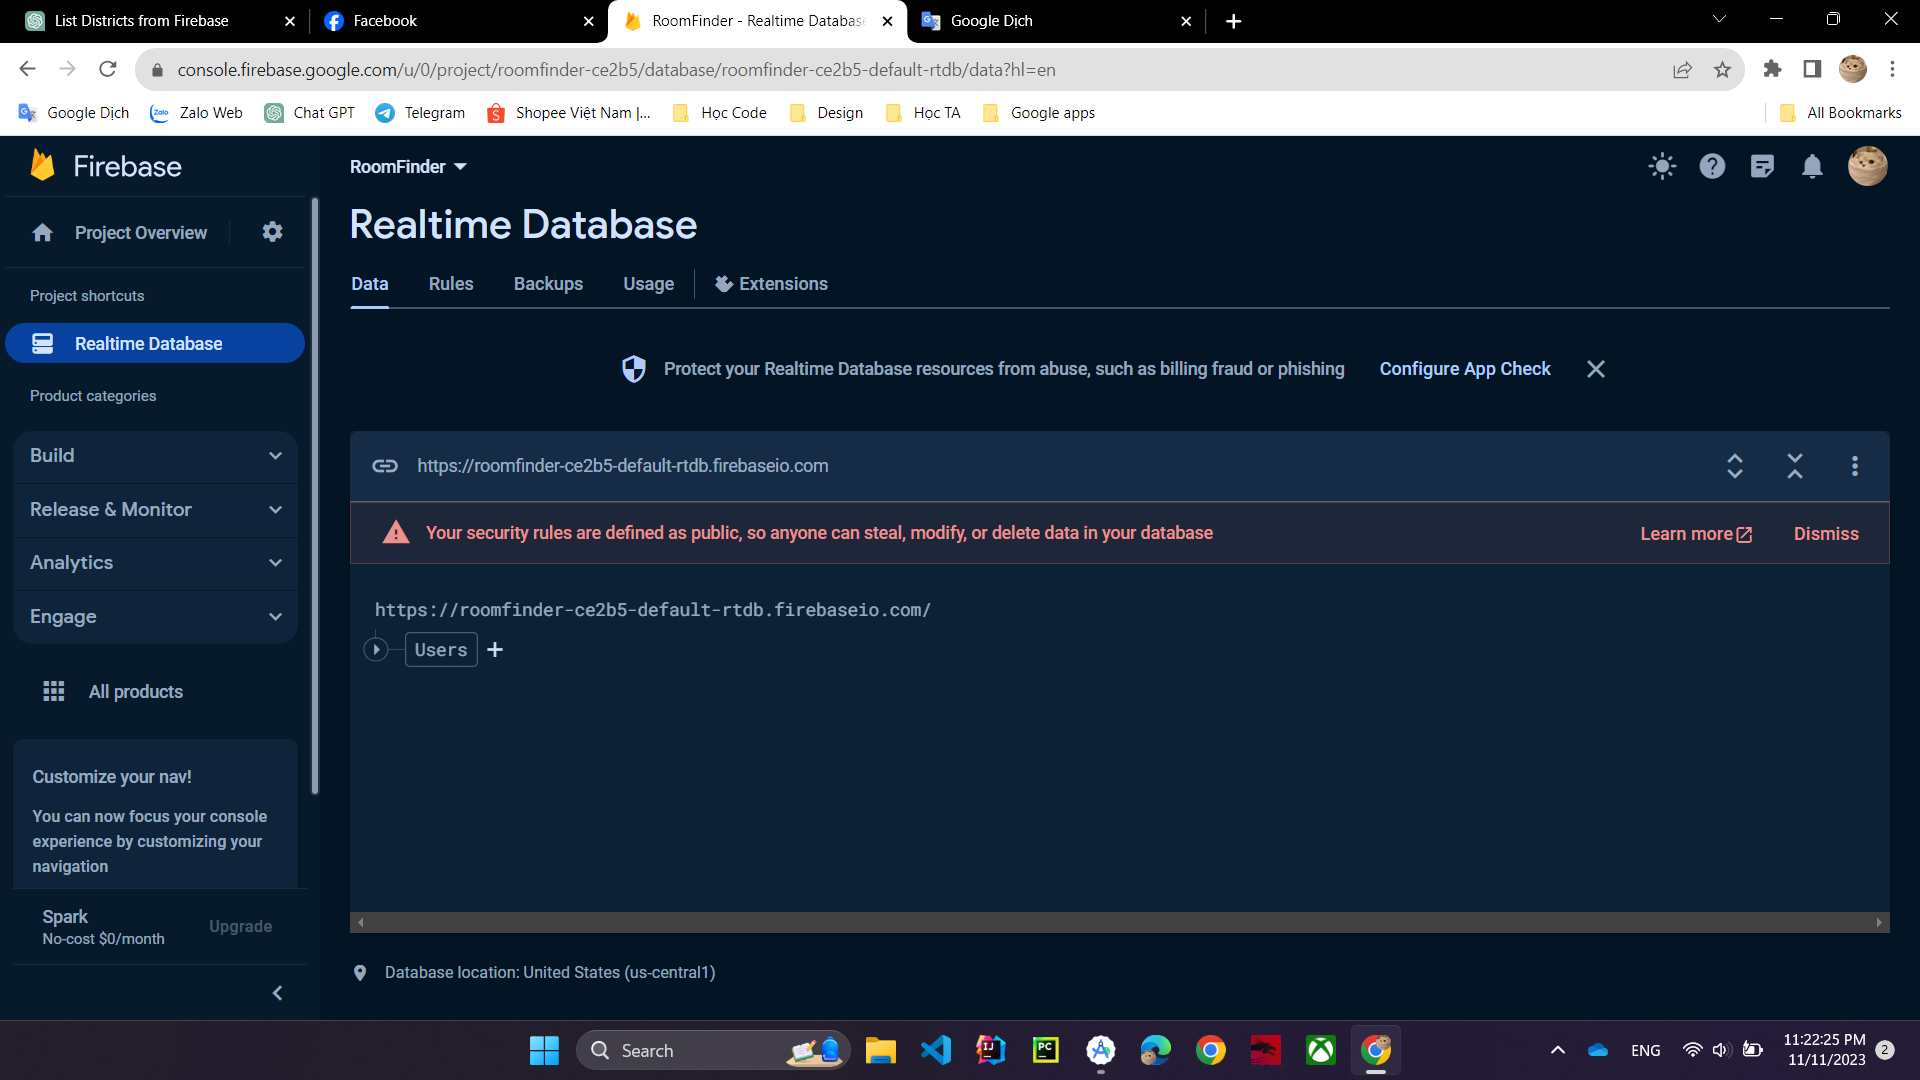 List Districts from Firebase
Facebook
RoomFinder - Realtime Databas
Google Dịch
console.firebase.google.com/u/0/project/roomfinder-ce2b5/database/roomfinder-ce2b5-default-rtdb/data?hl=en
Google Dịch
Zalo Web
Chat GPT
Telegram
Shopee Việt Nam |...
Học Code
Design
Học TA
Google apps
All Bookmarks
Firebase
RoomFinder
Project Overview
Realtime Database
Data
Rules
Backups
Usage
Extensions
Project shortcuts
Realtime Database
Product categories
Build
Release & Monitor
Analytics
Engage
All products
Customize your nav!
You can now focus your console
experience by customizing your
navigation
Spark
No-cost $0/month
Upgrade
Protect your Realtime Database resources from abuse, such as billing fraud or phishing
Configure App Check
https://roomfinder-ce2b5-default-rtdb.firebaseio.com
Your security rules are defined as public, so anyone can steal, modify, or delete data in your database
Learn more
Dismiss
https://roomfinder-ce2b5-default-rtdb.firebaseio.com/
Users
Database location: United States (us-central1)
Search
ENG
11:22:25 PM
11/11/2023
2